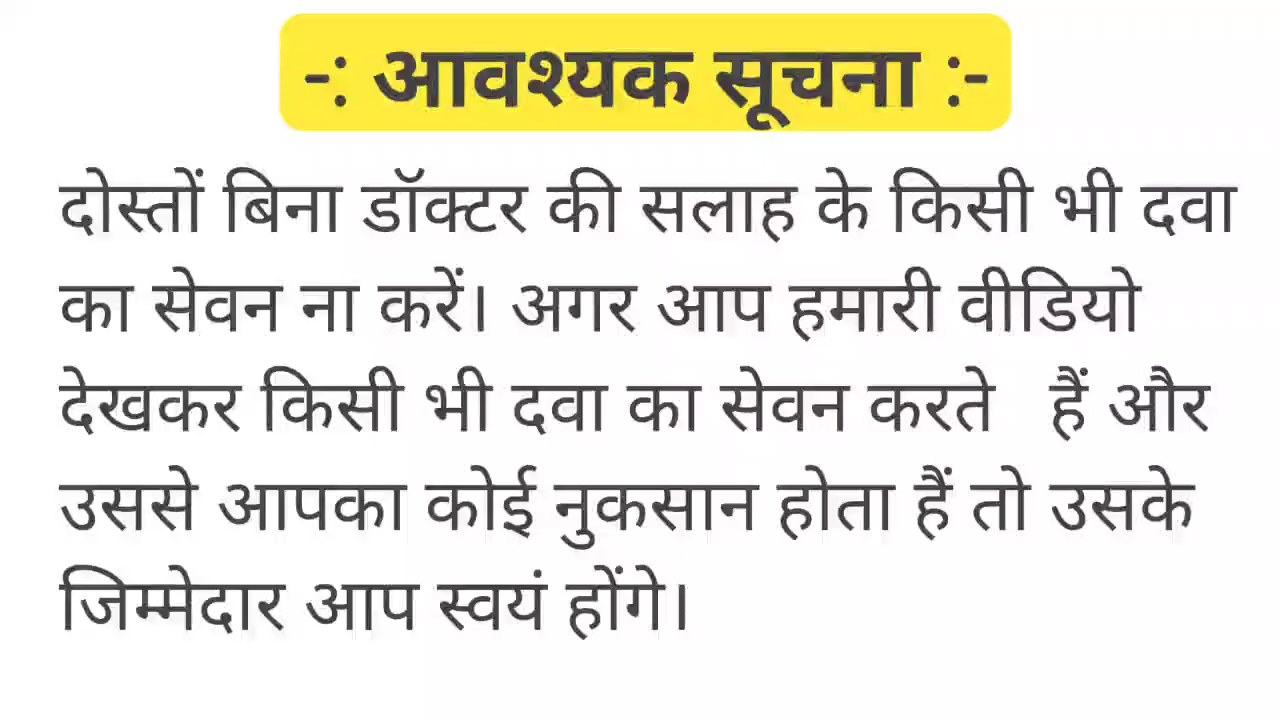 -: आवश्यक सूचना :-
दोस्तों बिना डॉक्टर की सलाह के किसी भी दवा
का सेवन ना करें। अगर आप हमारी वीडियो
देखकर किसी भी दवा का सेवन करते हैं और
उससे आपका कोई नुकसान होता हैं तो उसके
जिम्मेदार आप स्वयं होंगे।